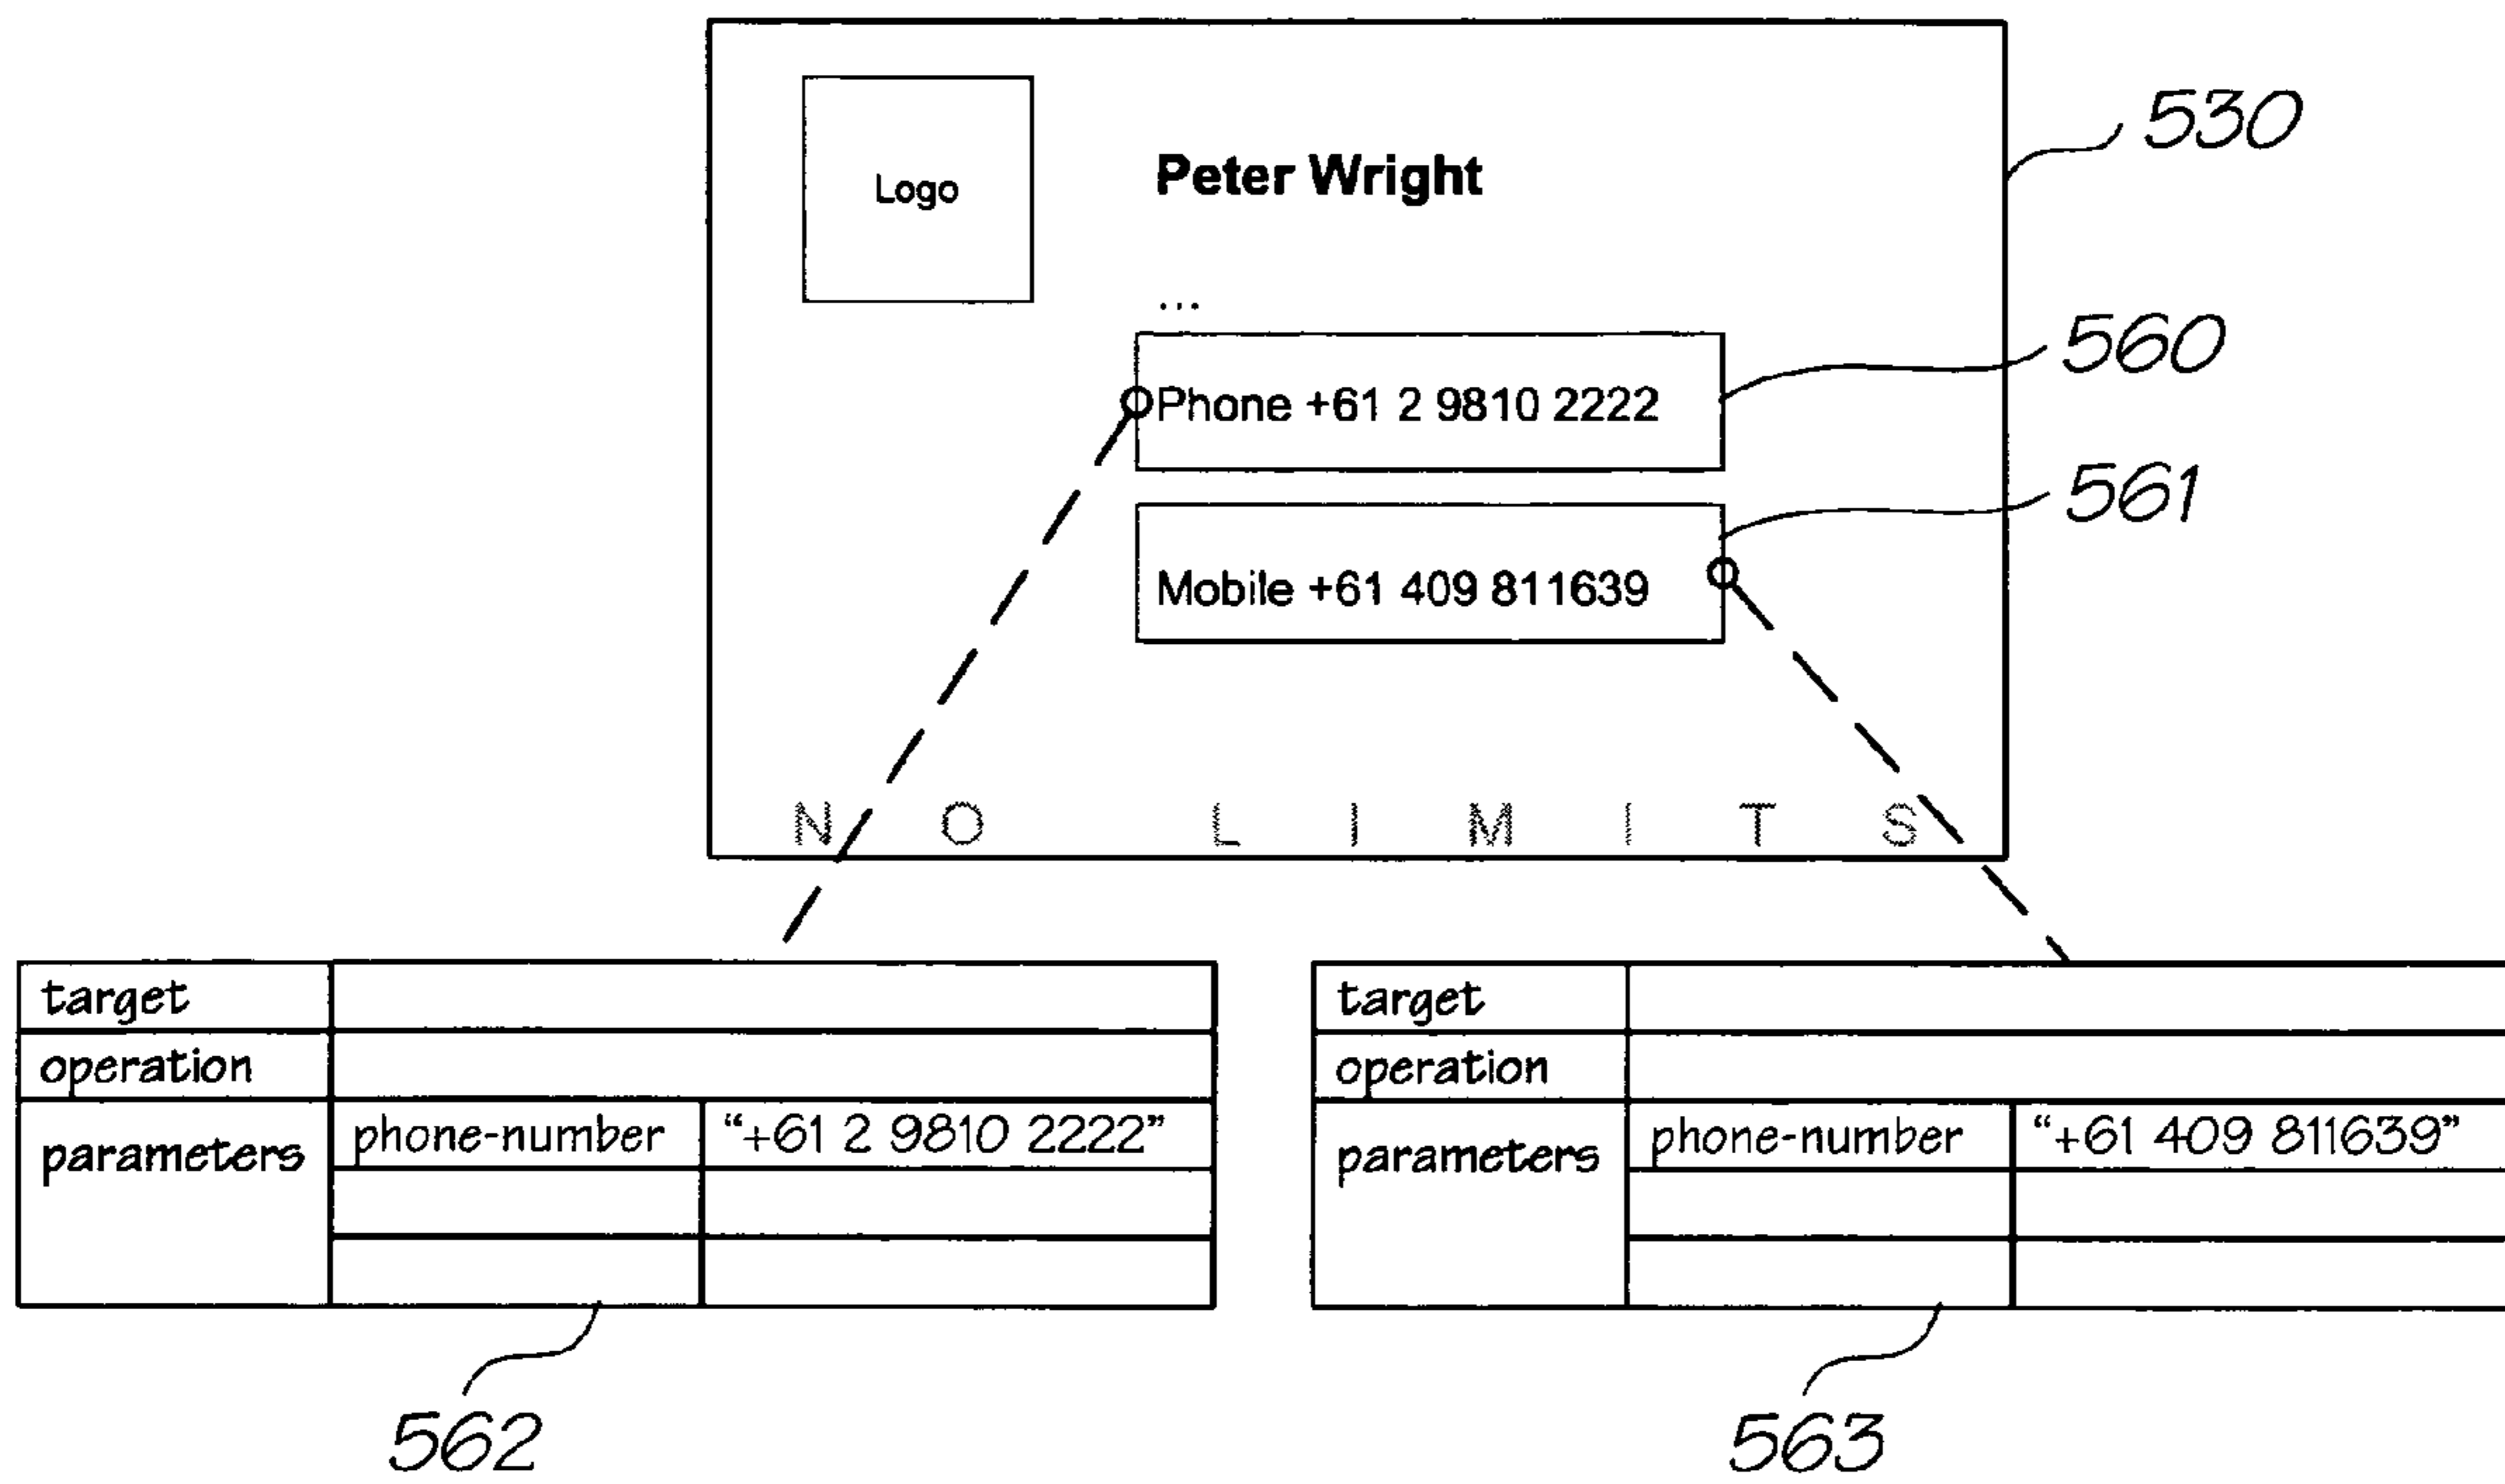 530
Logo
Peter Wright
...
560
Phone +61 2 9810 2222
561
Mobile +61 409 811639
N O L I M I T S
target
operation
parameters phone-number “+61 2 9810 2222”
562
target
operation
parameters phone-number “+61 409 811639”
563